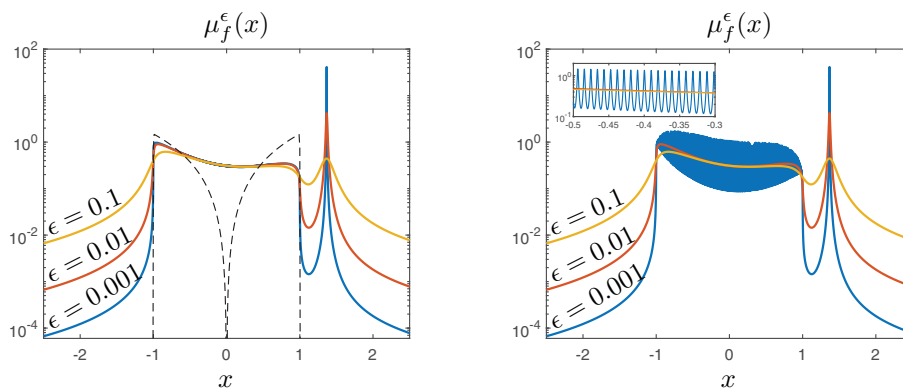 μ_f^ϵ(x)
10^2
10^0
10^-2
10^-4
ϵ = 0.1
ϵ = 0.01
ϵ = 0.001
-2
-1
0
1
2
x
μ_f^ϵ(x)
10^2
10^0
10^-2
10^-4
10^0
10^-1
-0.5
-0.45
-0.4
-0.35
-0.3
ϵ = 0.1
ϵ = 0.01
ϵ = 0.001
-2
-1
0
1
2
x